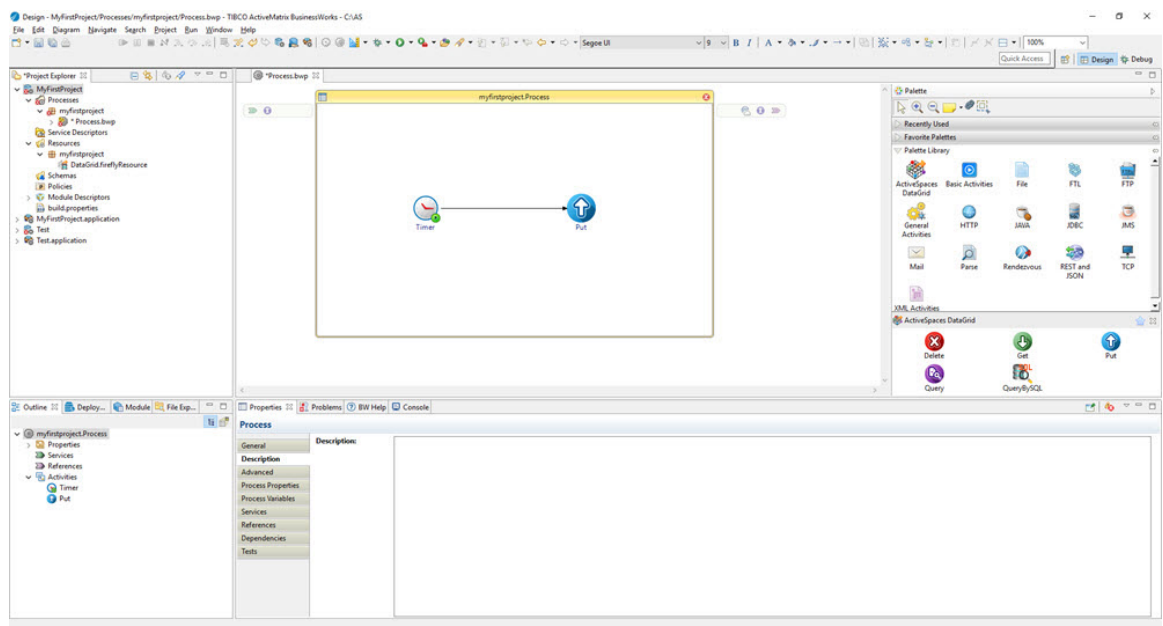 Design - MyFirstProject/Processes/myfirstproject/Process.bwp - TIBCO ActiveMatrix BusinessWorks - C:\AS
File Edit Diagram Navigate Search Project Run Window Help
Segoe UI 9 B I A 100%
Quick Access Design Debug
*Project Explorer
MyFirstProject
Processes
myfirstproject
* Process.bwp
Service Descriptors
Resources
myfirstproject
DataGrid.fireflyResource
Schemas
Policies
Module Descriptors
build.properties
MyFirstProject.application
Test
Test.application
*Process.bwp
myfirstproject.Process
Timer
Put
Palette
Recently Used
Favorite Palettes
Palette Library
ActiveSpaces DataGrid
Basic Activities
File
FTL
FTP
General Activities
HTTP
JAVA
JDBC
JMS
Mail
Parse
Rendezvous
REST and JSON
TCP
XML Activities
ActiveSpaces DataGrid
Delete
Get
Put
Query
QueryBySQL
Outline Deploy... Module File Exp...
myfirstproject.Process
Properties
Services
References
Activities
Timer
Put
Properties Problems BW Help Console
Process
General
Description
Advanced
Process Properties
Process Variables
Services
References
Dependencies
Tests
Description: